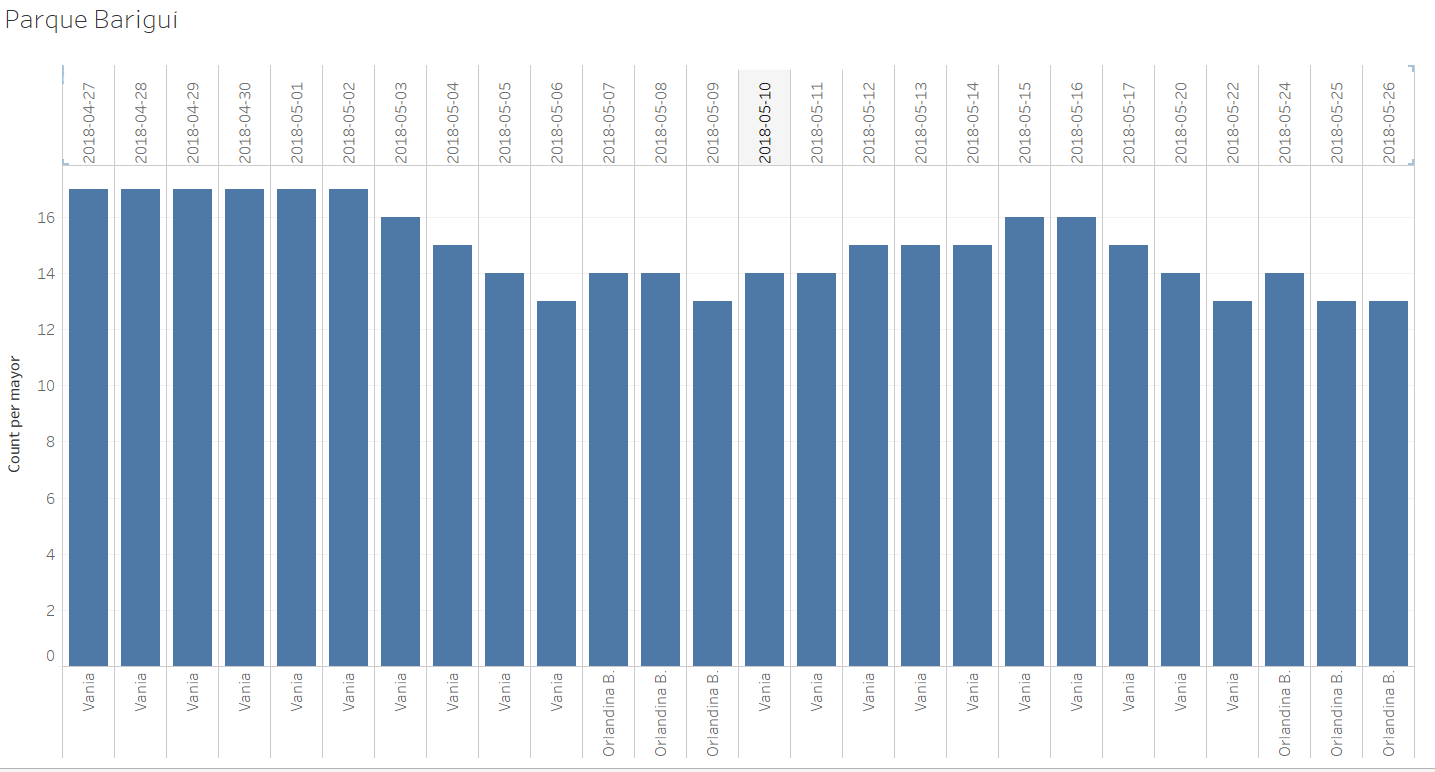 Parque Barigui
2018-04-27
2018-04-28
2018-04-29
2018-04-30
2018-05-01
2018-05-02
2018-05-03
2018-05-04
2018-05-05
2018-05-06
2018-05-07
2018-05-08
2018-05-09
2018-05-10
2018-05-11
2018-05-12
2018-05-13
2018-05-14
2018-05-15
2018-05-16
2018-05-17
2018-05-20
2018-05-22
2018-05-24
2018-05-25
2018-05-26
Count per mayor
16
14
12
10
8
6
4
2
0
Vania
Vania
Vania
Vania
Vania
Vania
Vania
Vania
Vania
Vania
Orlandina B.
Orlandina B.
Orlandina B.
Vania
Vania
Vania
Vania
Vania
Vania
Vania
Vania
Vania
Vania
Orlandina B.
Orlandina B.
Orlandina B.